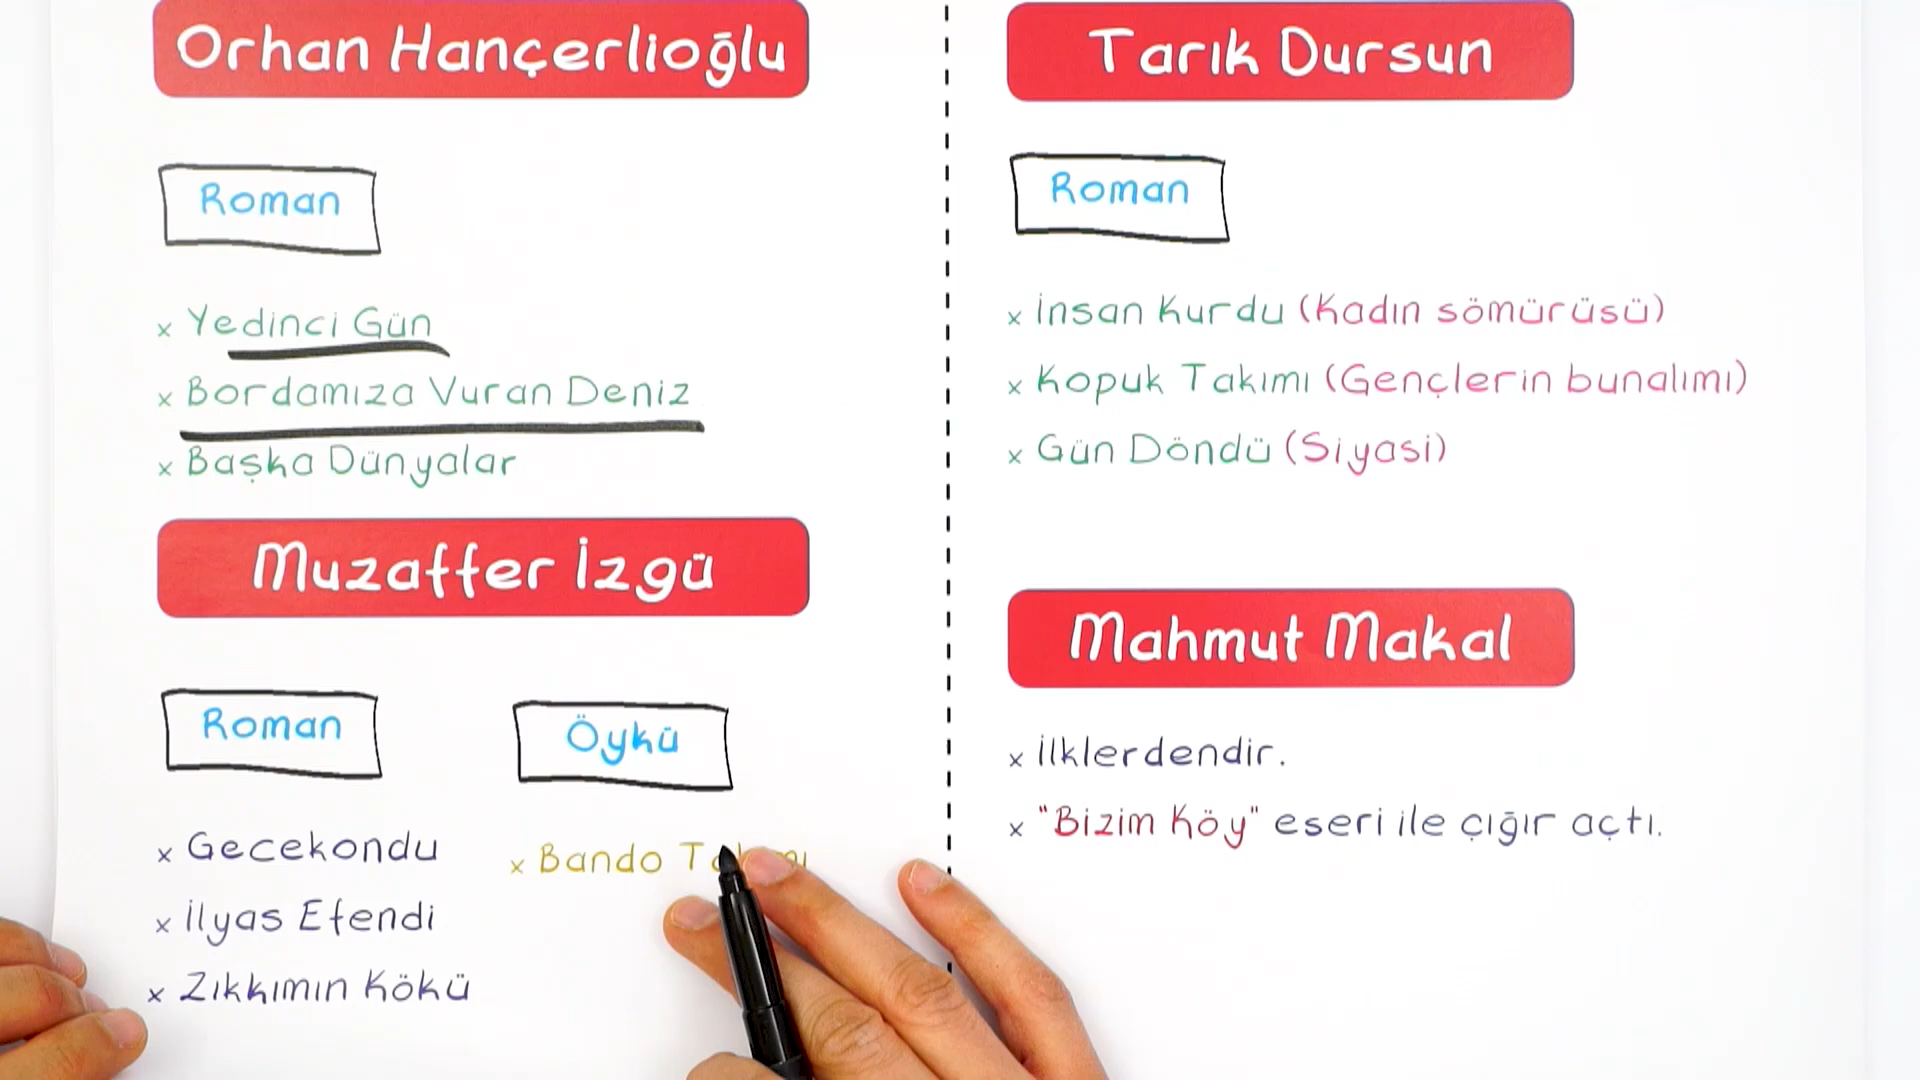 Orhan Hançerlioğlu
Roman
x Yedinci Gün
x Bordamıza Vuran Deniz
x Başka Dünyalar
Muzaffer İzgü
Roman
x Gecekondu
x İlyas Efendi
x Zıkkımın Kökü
Öykü
x Bando
Tarık Dursun
Roman
x İnsan Kurdu (Kadın sömürüsü)
x Kopuk Takımı (Gençlerin bunalımı)
x Gün Döndü (Siyasi)
Mahmut Makal
x İlklerdendir.
x "Bizim Köy" eseri ile çığır açtı.